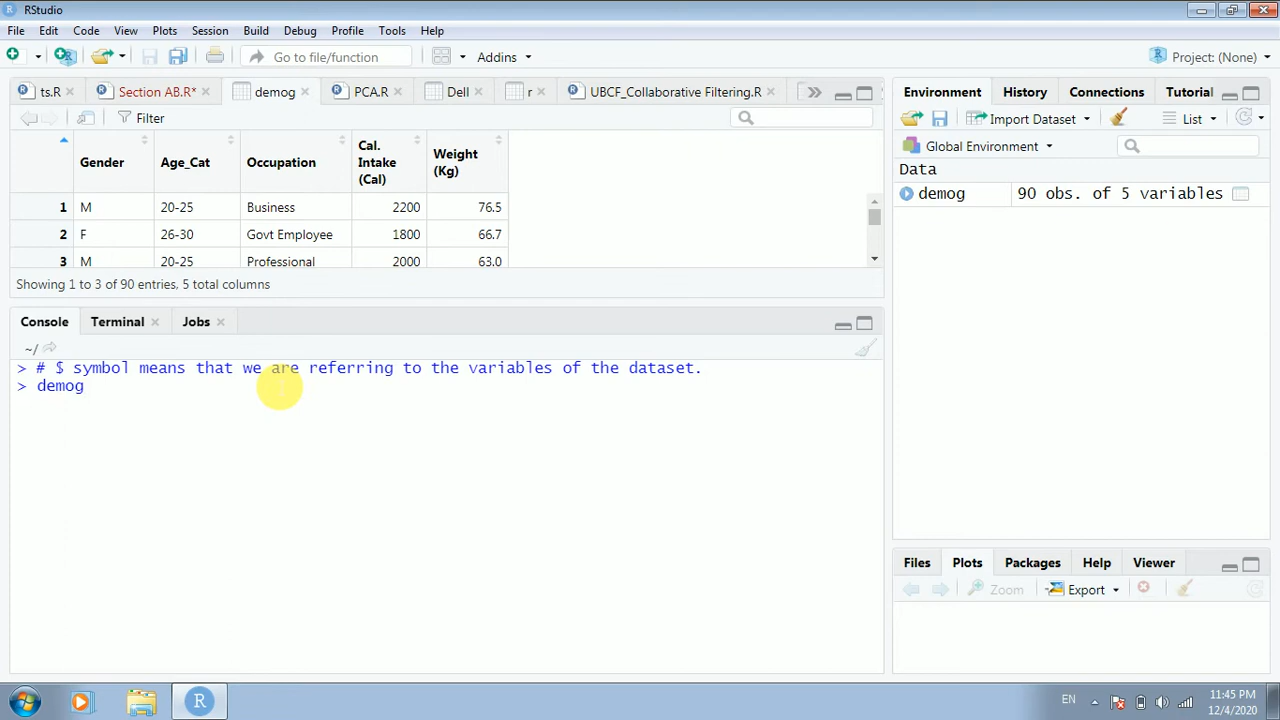 RStudio
File Edit Code View Plots Session Build Debug Profile Tools Help
Go to file/function Addins Project: (None)
ts.R Section AB.R* demog PCA.R Dell r UBCF_Collaborative Filtering.R
Filter
Gender Age_Cat Occupation Cal. Intake (Cal) Weight (Kg)
1 M 20-25 Business 2200 76.5
2 F 26-30 Govt Employee 1800 66.7
3 M 20-25 Professional 2000 63.0
Showing 1 to 3 of 90 entries, 5 total columns
Console Terminal Jobs
~/
> # $ symbol means that we are referring to the variables of the dataset.
> demog
Environment History Connections Tutorial
Import Dataset List
Global Environment
Data
demog 90 obs. of 5 variables
Files Plots Packages Help Viewer
Zoom Export
EN
11:45 PM
12/4/2020